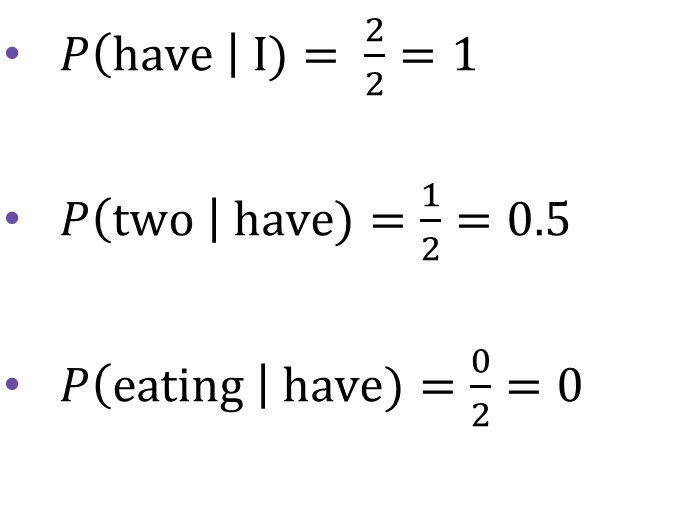 • P(have | I) = 2/2 = 1
• P(two | have) = 1/2 = 0.5
• P(eating | have) = 0/2 = 0